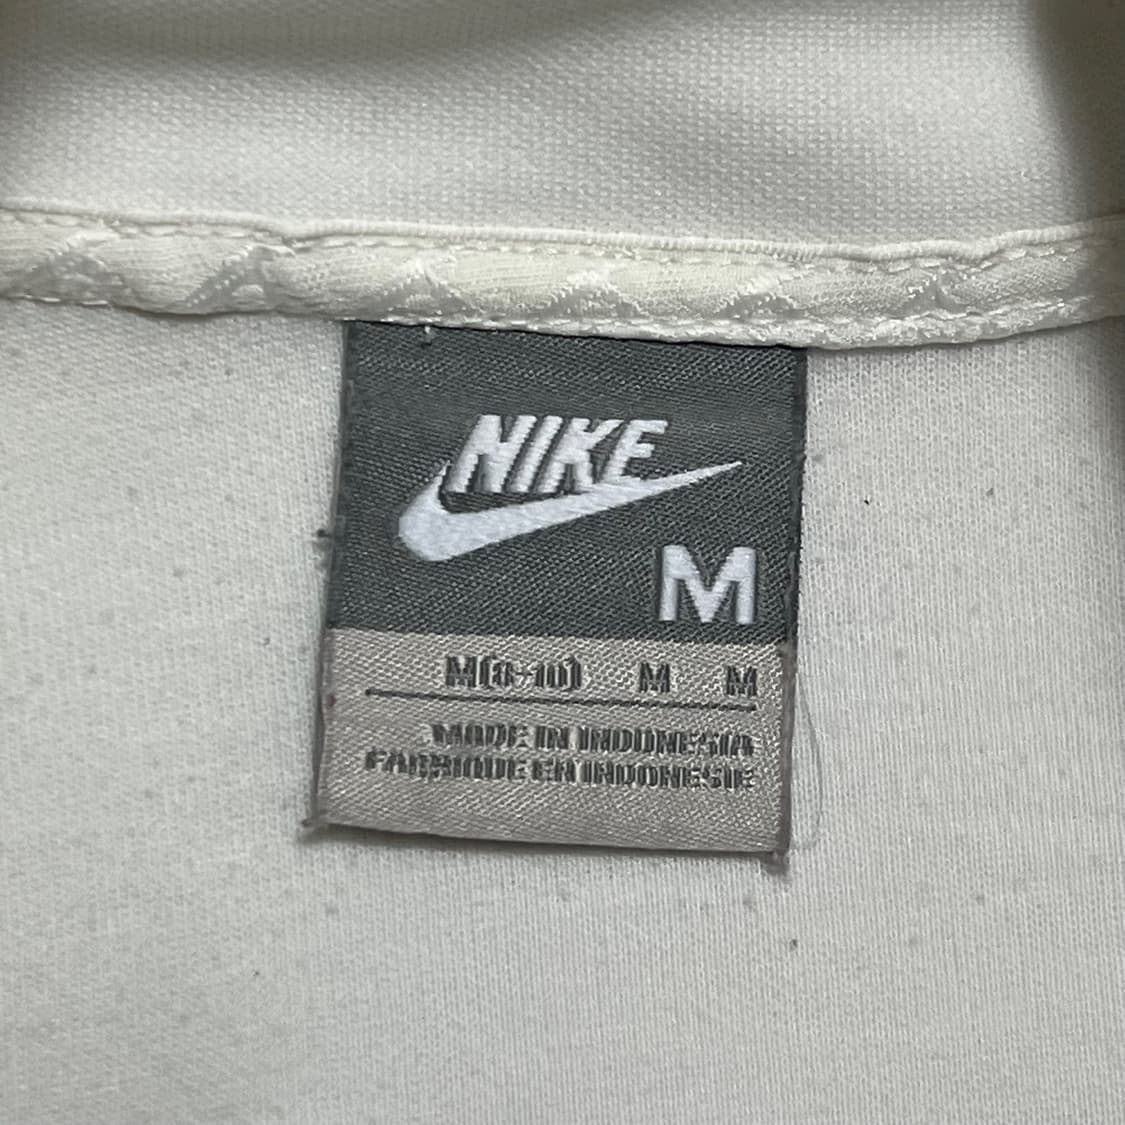 NIKE
M
M(8-10) M M
MADE IN INDONESIA
FABRIQUE EN INDONESIE